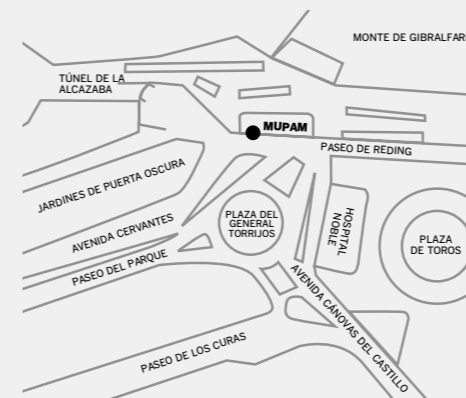 MONTE DE GIBRALFARO
TÚNEL DE LA
ALCAZABA
MUPAM
PASEO DE REDING
JARDINES DE PUERTA OSCURA
AVENIDA CERVANTES
PASEO DEL PARQUE
PLAZA DEL
GENERAL
TORRIJOS
HOSPITAL
NOBLE
PLAZA
DE TOROS
AVENIDA CÁNOVAS DEL CASTILLO
PASEO DE LOS CURAS